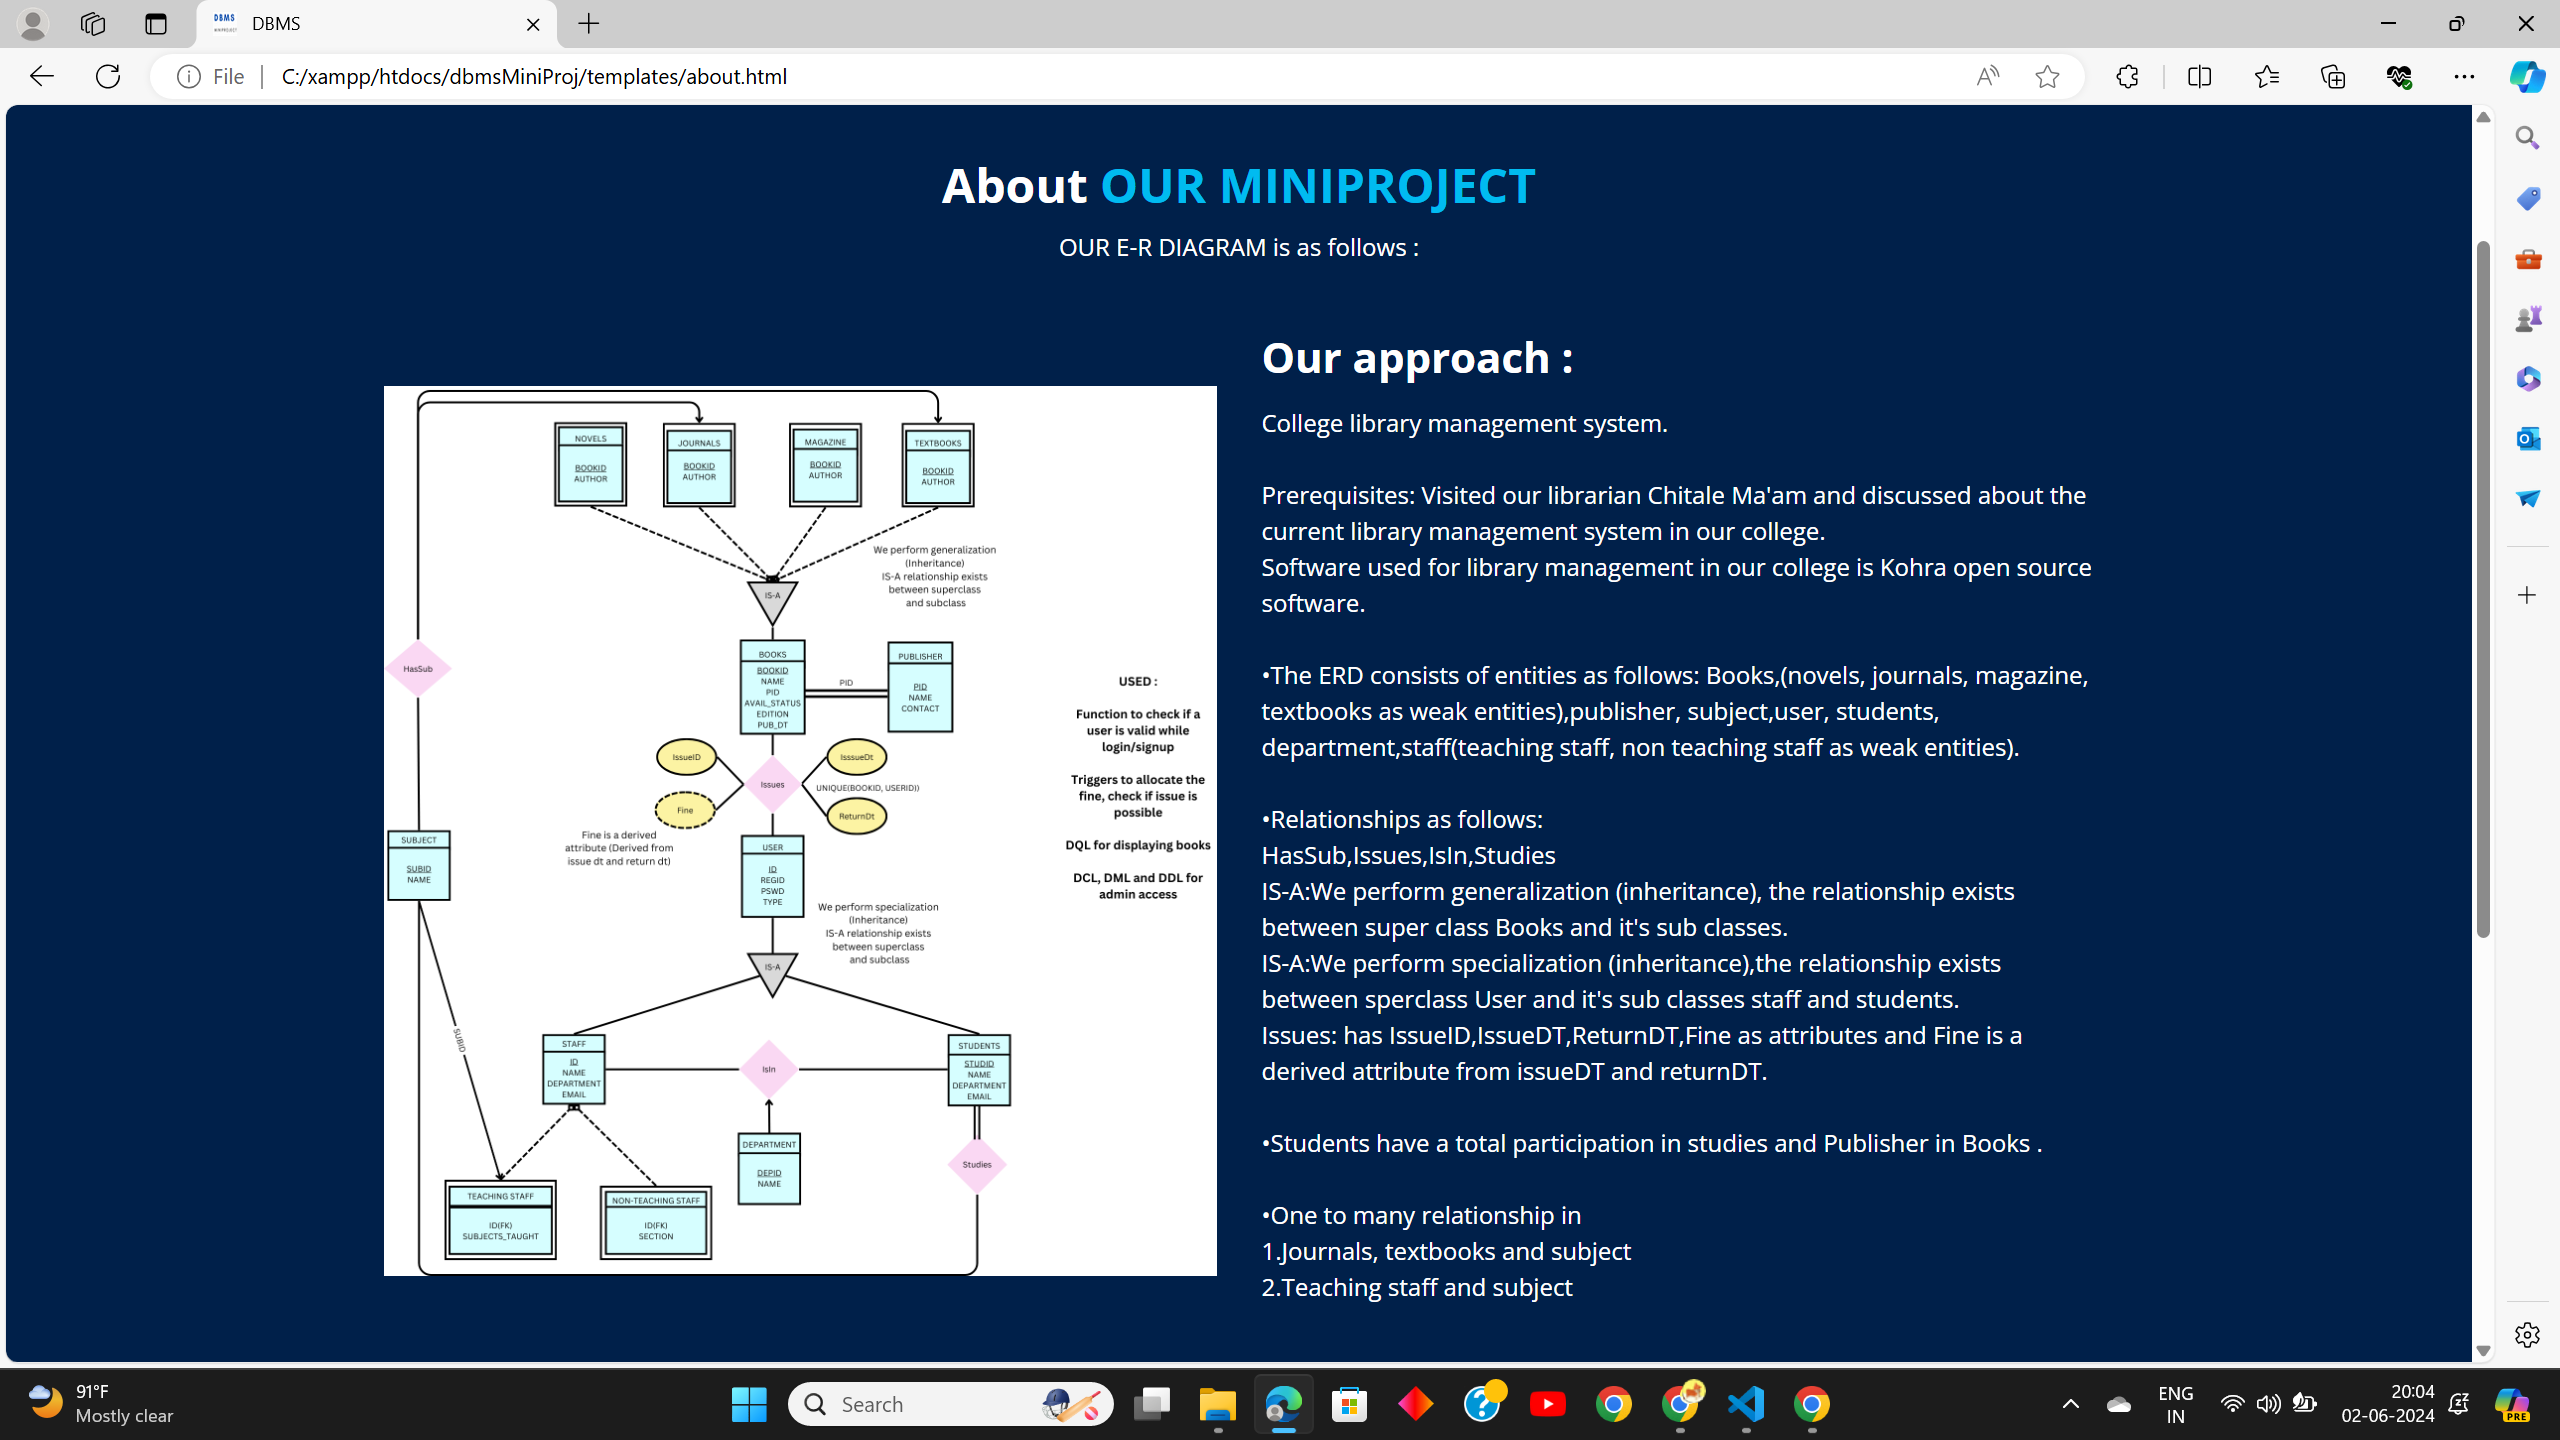 DBMS
DBMS
File
C:/xampp/htdocs/dbmsMiniProj/templates/about.html
About OUR MINIPROJECT
OUR E-R DIAGRAM is as follows :
NOVELS
BOOKID
AUTHOR
JOURNALS
BOOKID
AUTHOR
MAGAZINE
BOOKID
AUTHOR
TEXTBOOKS
BOOKID
AUTHOR
We perform generalization
(Inheritance)
IS-A relationship exists
between superclass
and subclass
IS-A
HasSub
BOOKS
BOOKID
NAME
PID
AVAIL_STATUS
EDITION
PUB_DT
PID
PUBLISHER
PID
NAME
CONTACT
IssueID
IsssueDt
Issues
UNIQUE(BOOKID, USERID))
Fine
ReturnDt
Fine is a derived
attribute (Derived from
issue dt and return dt)
USER
ID
REGID
PSWD
TYPE
SUBJECT
SUBID
NAME
We perform specialization
(Inheritance)
IS-A relationship exists
between superclass
and subclass
IS-A
SUBID
STAFF
ID
NAME
DEPARTMENT
EMAIL
IsIn
STUDENTS
STUDID
NAME
DEPARTMENT
EMAIL
DEPARTMENT
DEPID
NAME
Studies
TEACHING STAFF
ID(FK)
SUBJECTS_TAUGHT
NON-TEACHING STAFF
ID(FK)
SECTION
USED :
Function to check if a
user is valid while
login/signup
Triggers to allocate the
fine, check if issue is
possible
DQL for displaying books
DCL, DML and DDL for
admin access
Our approach :
College library management system.
Prerequisites: Visited our librarian Chitale Ma'am and discussed about the
current library management system in our college.
Software used for library management in our college is Kohra open source
software.
•The ERD consists of entities as follows: Books,(novels, journals, magazine,
textbooks as weak entities),publisher, subject,user, students,
department,staff(teaching staff, non teaching staff as weak entities).
•Relationships as follows:
HasSub,Issues,IsIn,Studies
IS-A:We perform generalization (inheritance), the relationship exists
between super class Books and it's sub classes.
IS-A:We perform specialization (inheritance),the relationship exists
between sperclass User and it's sub classes staff and students.
Issues: has IssueID,IssueDT,ReturnDT,Fine as attributes and Fine is a
derived attribute from issueDT and returnDT.
•Students have a total participation in studies and Publisher in Books .
•One to many relationship in
1.Journals, textbooks and subject
2.Teaching staff and subject
91°F
Mostly clear
Search
ENG
IN
20:04
02-06-2024
PRE